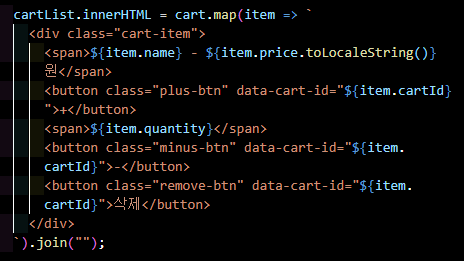 cartList.innerHTML = cart.map(item => `
  <div class="cart-item">
    <span>${item.name} - ${item.price.toLocaleString()}
    원</span>
    <button class="plus-btn" data-cart-id="${item.cartId}
    ">+</button>
    <span>${item.quantity}</span>
    <button class="minus-btn" data-cart-id="${item.
    cartId}">-</button>
    <button class="remove-btn" data-cart-id="${item.
    cartId}">삭제</button>
  </div>
`).join("");